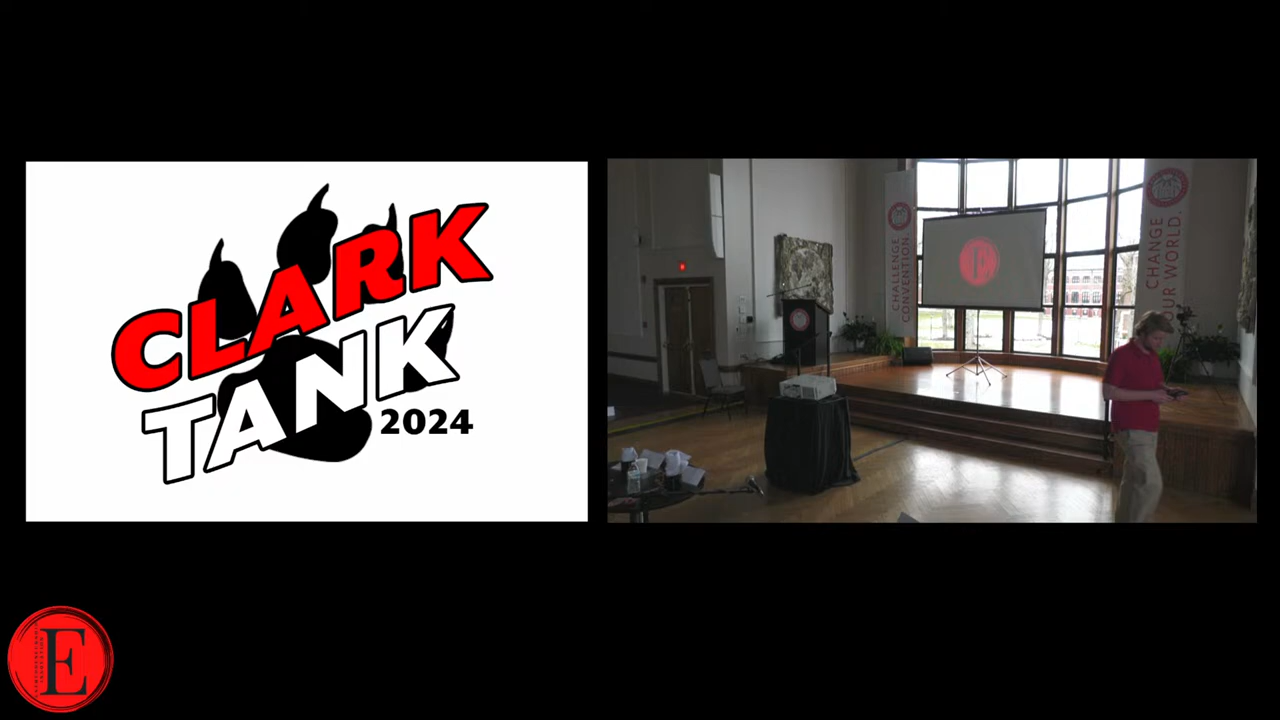 CLARK
TANK
2024
CHALLENGE
CONVENTION.
CHANGE
OUR WORLD.
E
E